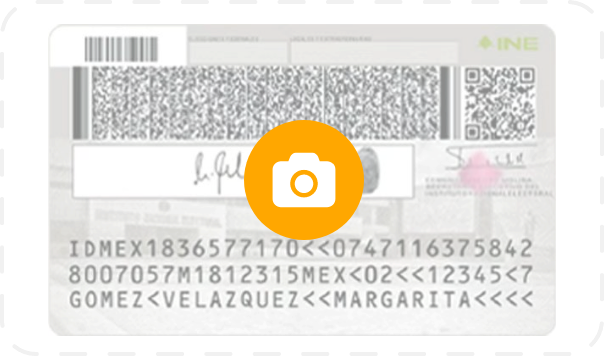 INE
IDMEX1836577170<<0747116375842
8007057M1812315MEX<02<<12345<7
GOMEZ<VELAZQUEZ<<MARGARITA<<<<